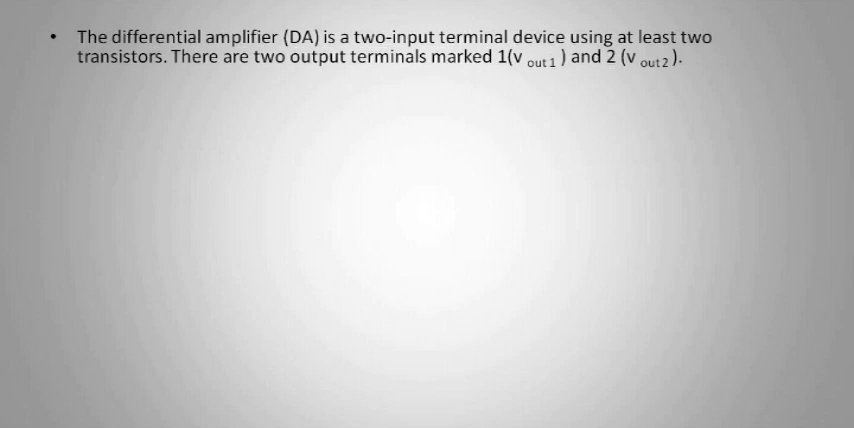 • The differential amplifier (DA) is a two-input terminal device using at least two
transistors. There are two output terminals marked 1(v out 1 ) and 2 (v out 2 ).